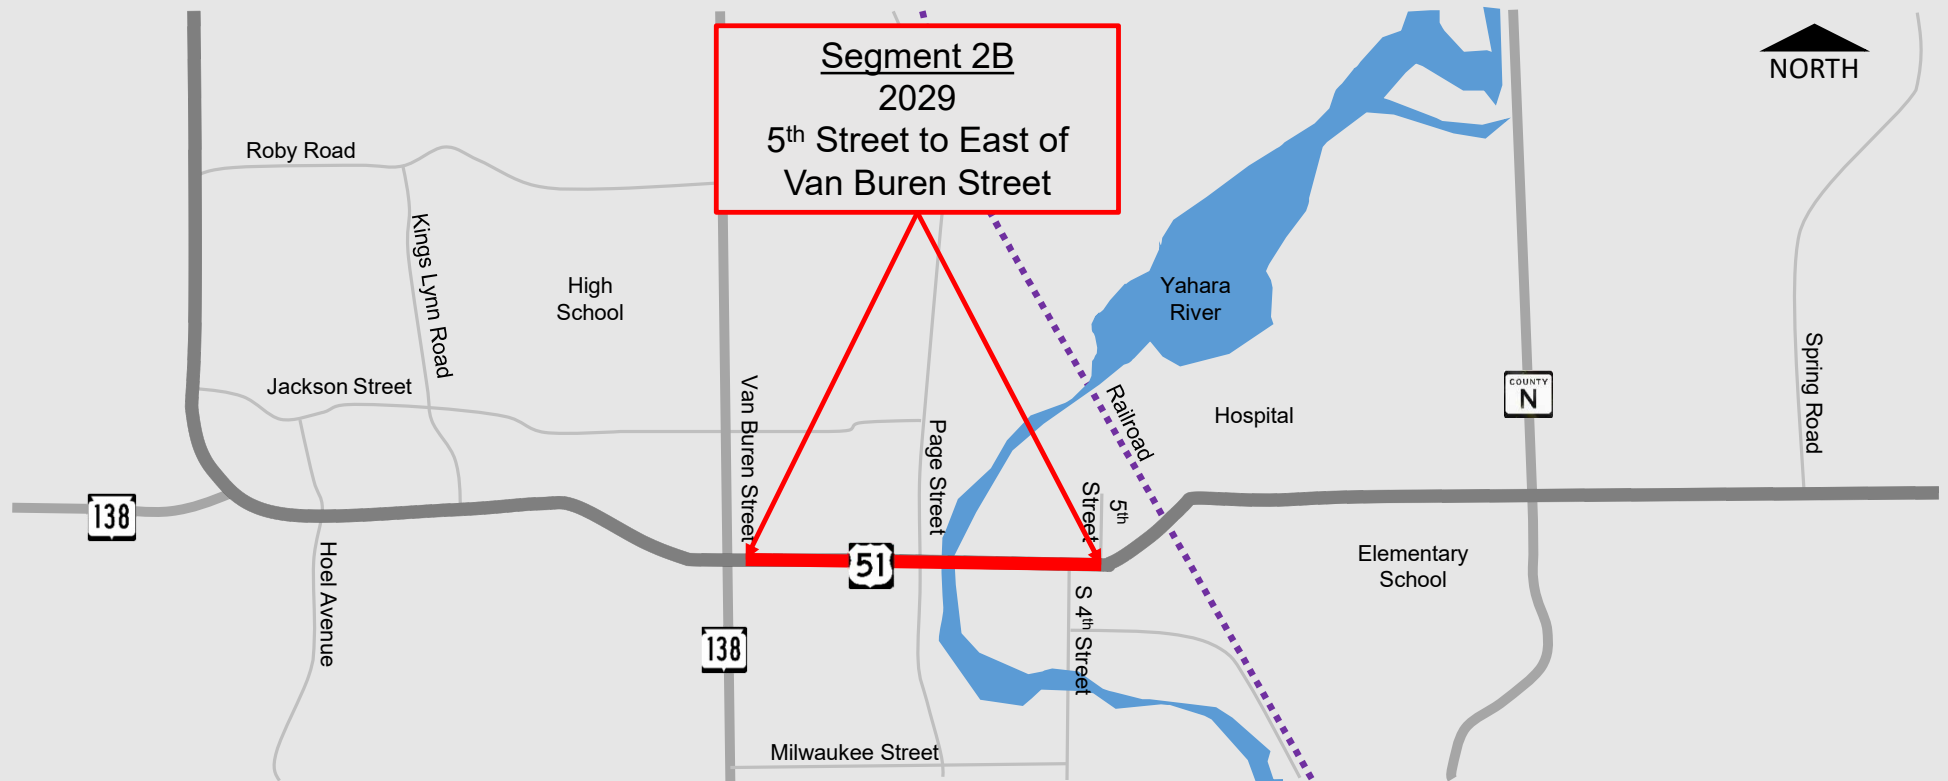 Segment 2B
2029
5th Street to East of
Van Buren Street
NORTH
Roby Road
Kings Lynn Road
High
School
Yahara
River
Jackson Street
Van Buren Street
Page Street
Railroad
Hospital
COUNTY
N
Spring Road
5th
Street
138
51
Hoel Avenue
Elementary
School
S 4th Street
138
Milwaukee Street